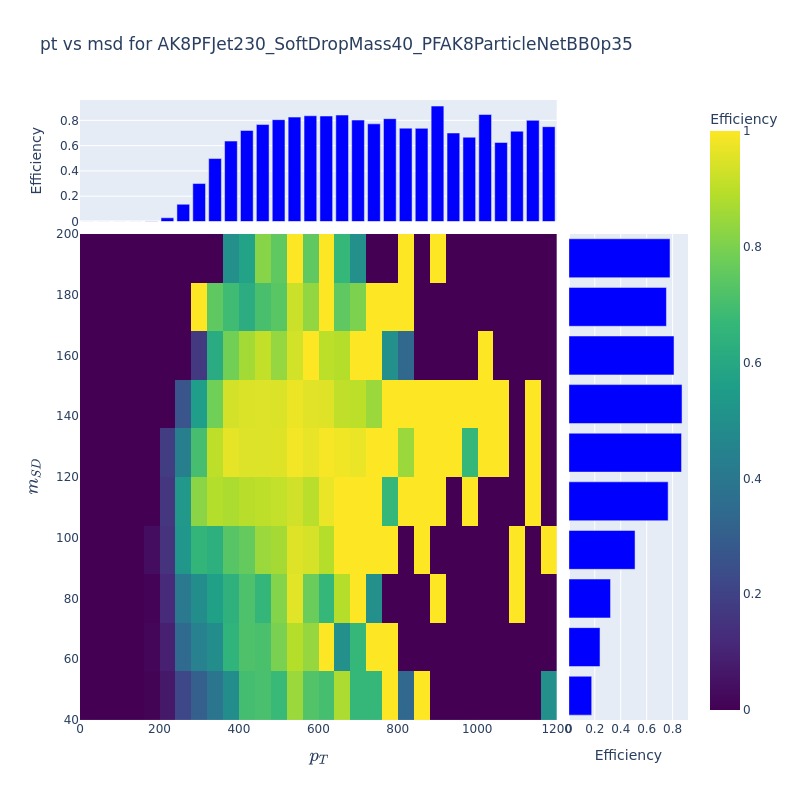 pt vs msd for AK8PFJet230_SoftDropMass40_PFAK8ParticleNetBB0p35
Efficiency
0.8
0.6
0.4
0.2
0
Efficiency
1
0.8
0.6
0.4
0.2
0
200
180
160
140
120
100
80
60
40
m_SD
0 200 400 600 800 1000 1200
p_T
0 0.2 0.4 0.6 0.8
Efficiency